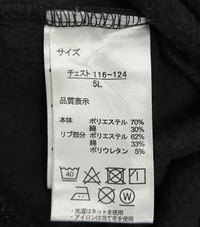 サイズ
チェスト 116~124
5L
品質表示
本体 ポリエステル 70%
綿 30%
リブ部分 ポリエステル 62%
綿 33%
ポリウレタン 5%
40
W
・洗濯はネットを使用
・アイロンは当て布を使用